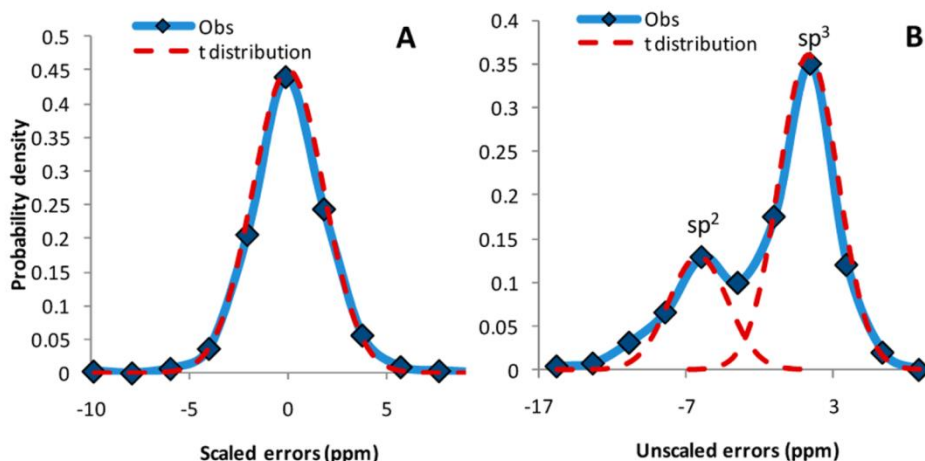 Obs
t distribution
A
0.5
0.45
0.4
0.35
0.3
0.25
0.2
0.15
0.1
0.05
0
-10
-5
0
5
Probability density
Scaled errors (ppm)
Obs
t distribution
B
sp³
sp²
0.4
0.35
0.3
0.25
0.2
0.15
0.1
0.05
0
-17
-7
3
Unscaled errors (ppm)